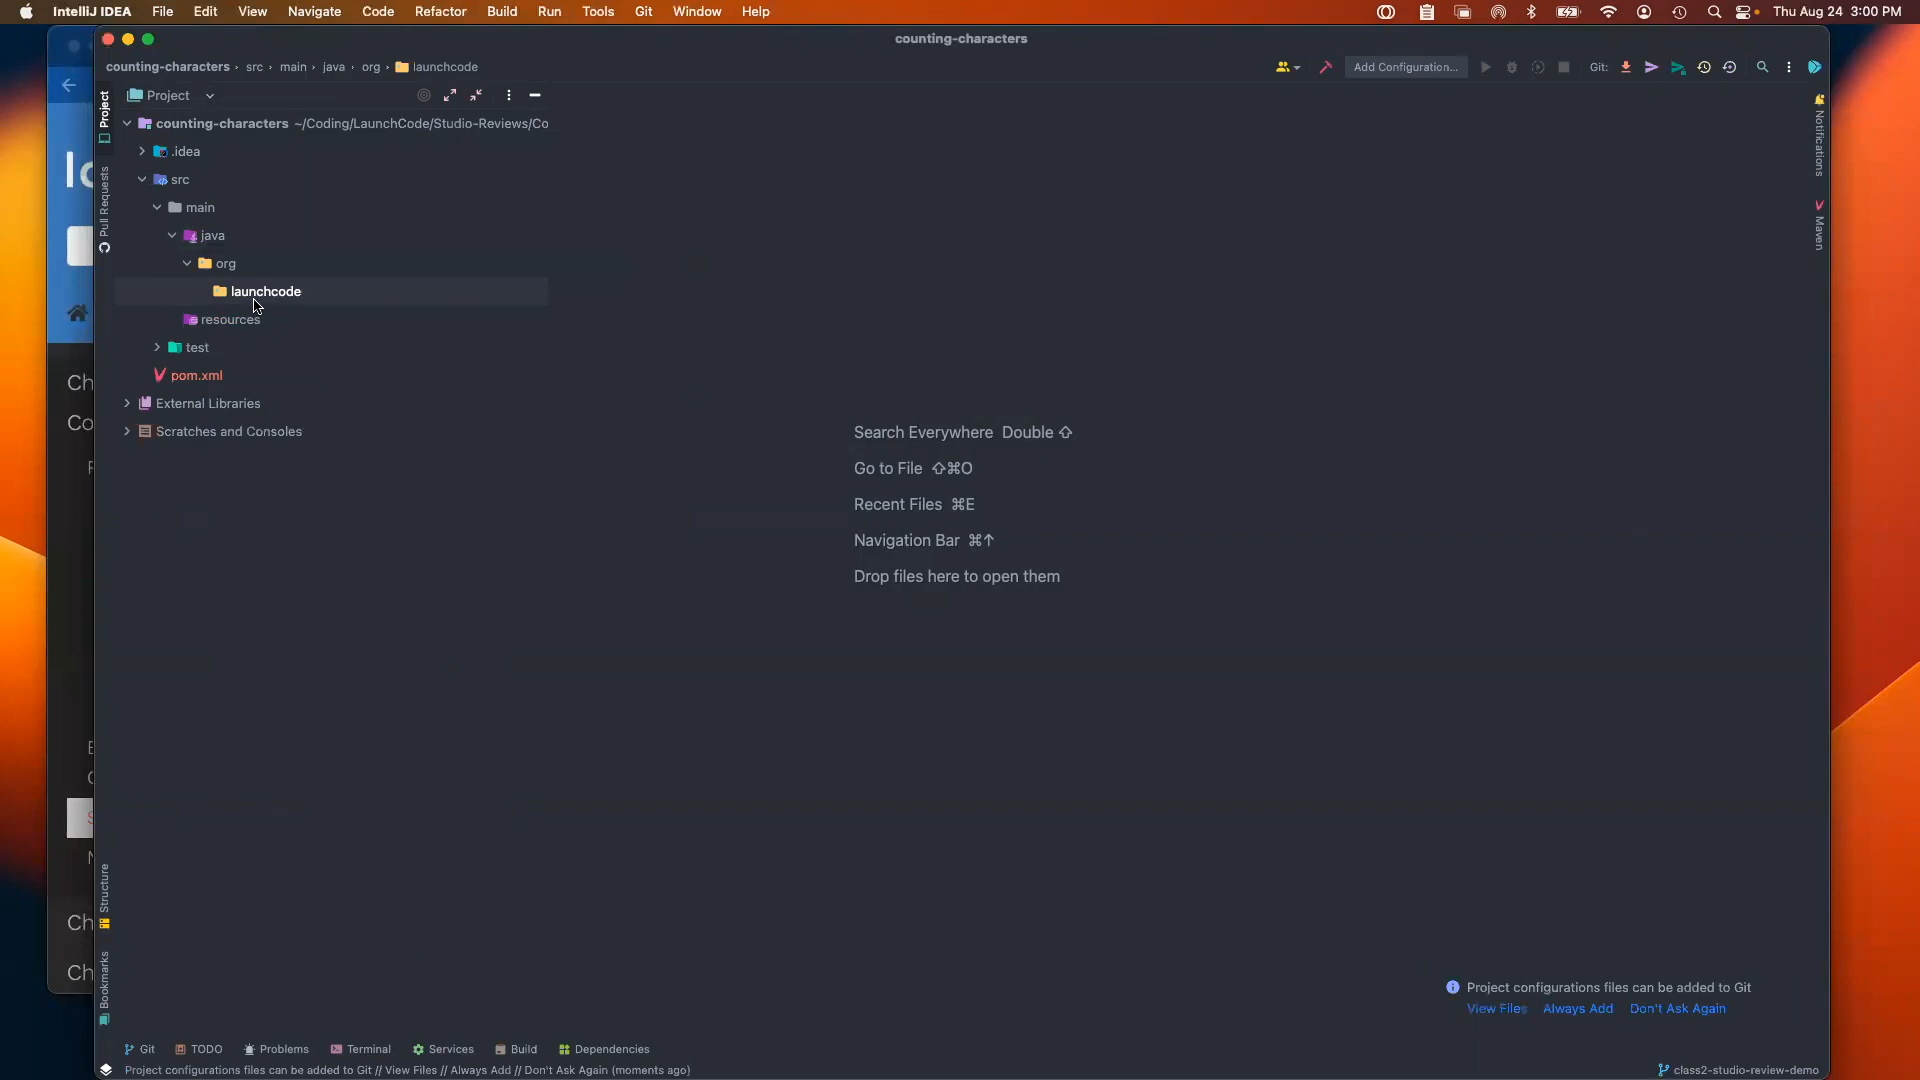 IntelliJ IDEA File Edit View Navigate Code Refactor Build Run Tools Git Window Help Thu Aug 24 3:00 PM
counting-characters
counting-characters › src › main › java › org › launchcode Add Configuration... Git:
Project
counting-characters ~/Coding/LaunchCode/Studio-Reviews/Co
.idea
src
main
java
org
launchcode
resources
test
pom.xml
External Libraries
Scratches and Consoles
Project
Pull Requests
Structure
Bookmarks
Notifications
Maven
Search Everywhere Double ⇧
Go to File ⇧⌘O
Recent Files ⌘E
Navigation Bar ⌘↑
Drop files here to open them
Ch
Co
Ch
Ch
Project configurations files can be added to Git
View Files Always Add Don't Ask Again
Git TODO Problems Terminal Services Build Dependencies
Project configurations files can be added to Git // View Files // Always Add // Don't Ask Again (moments ago) class2-studio-review-demo